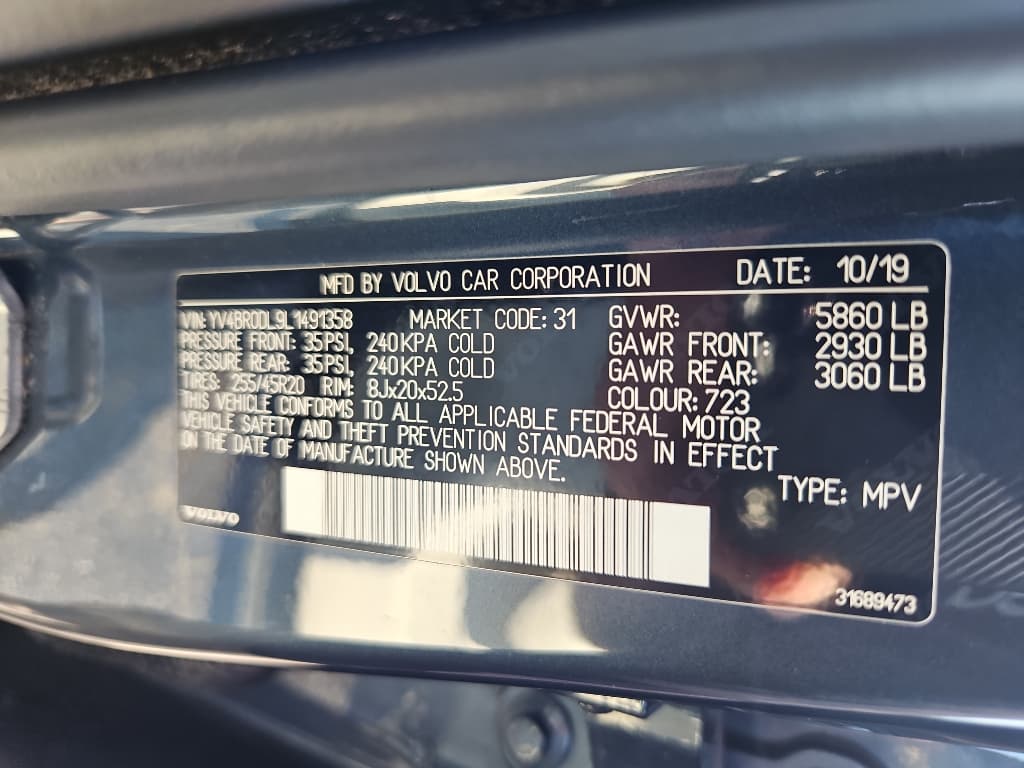 MFD BY VOLVO CAR CORPORATION DATE: 10/19
VIN: YV4BR0DL9L1491358 MARKET CODE: 31 GVWR: 5860 LB
PRESSURE FRONT: 35PSI, 240KPA COLD GAWR FRONT: 2930 LB
PRESSURE REAR: 35PSI, 240KPA COLD GAWR REAR: 3060 LB
TIRES: 255/45R20 RIM: 8Jx20x52.5 COLOUR: 723
THIS VEHICLE CONFORMS TO ALL APPLICABLE FEDERAL MOTOR
VEHICLE SAFETY AND THEFT PREVENTION STANDARDS IN EFFECT
ON THE DATE OF MANUFACTURE SHOWN ABOVE.
TYPE: MPV
VOLVO
31689473